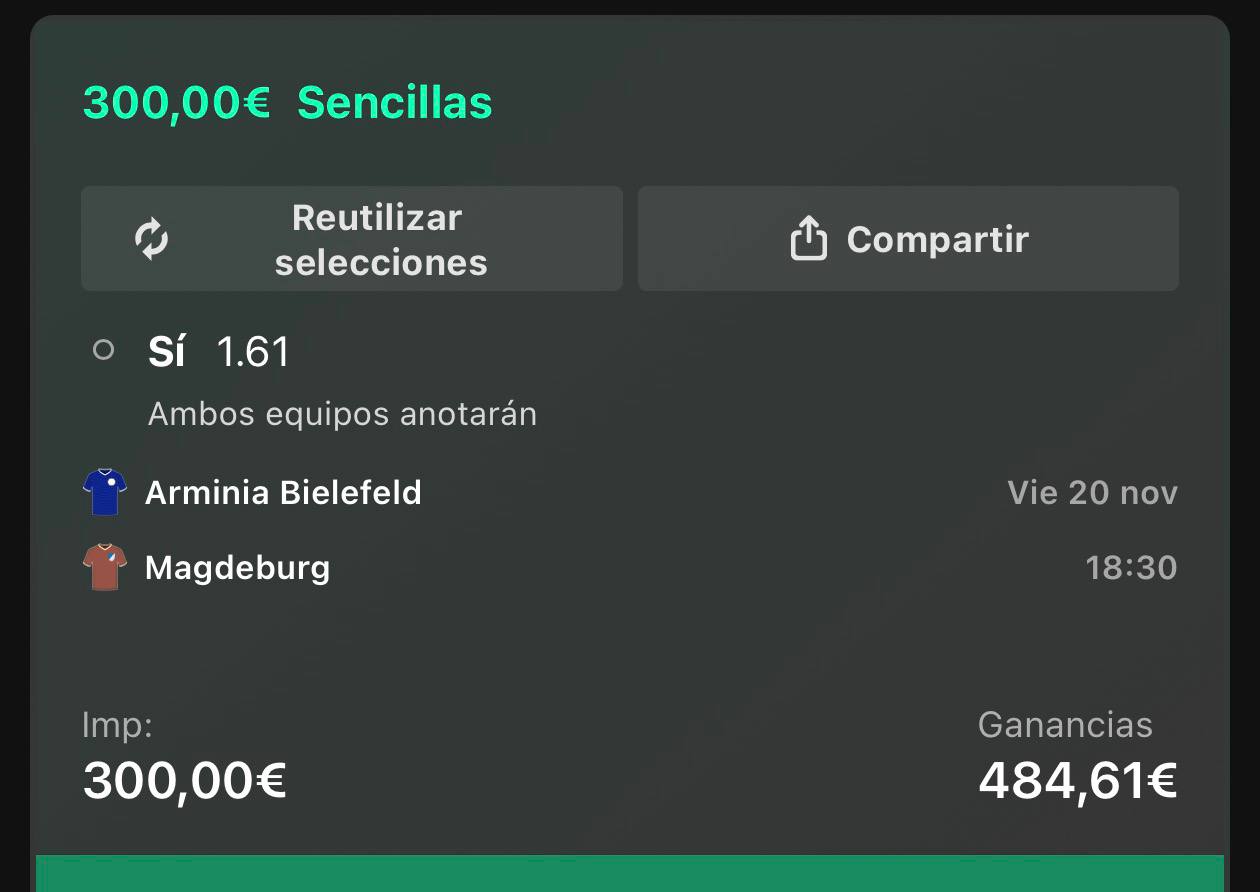 300,00€ Sencillas
Reutilizar
selecciones
Compartir
Sí 1.61
Ambos equipos anotarán
Arminia Bielefeld
Vie 20 nov
Magdeburg
18:30
Imp:
Ganancias
300,00€
484,61€